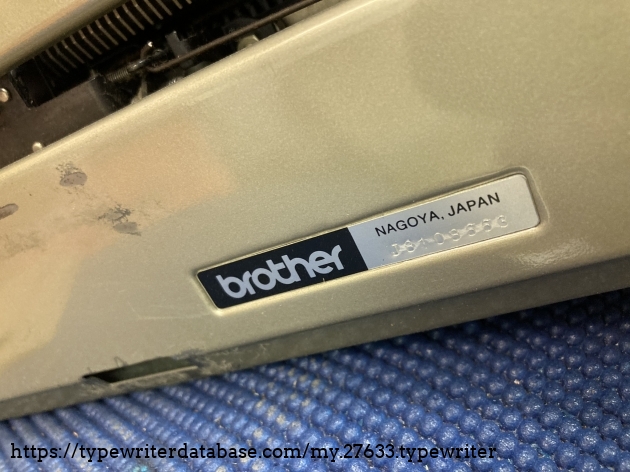 brother
NAGOYA, JAPAN
https://typewriterdatabase.com/my.27633.typewriter